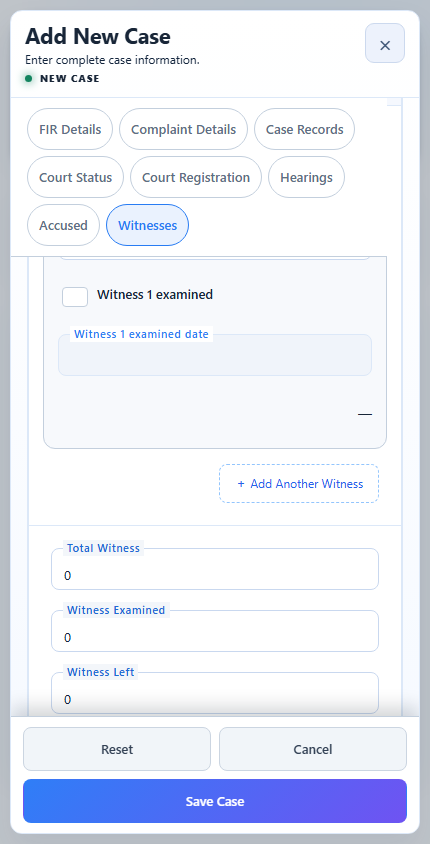 Add New Case
Enter complete case information.
NEW CASE
×
FIR Details
Complaint Details
Case Records
Court Status
Court Registration
Hearings
Accused
Witnesses
Witness 1 examined
Witness 1 examined date
—
+ Add Another Witness
Total Witness
0
Witness Examined
0
Witness Left
0
Reset
Cancel
Save Case